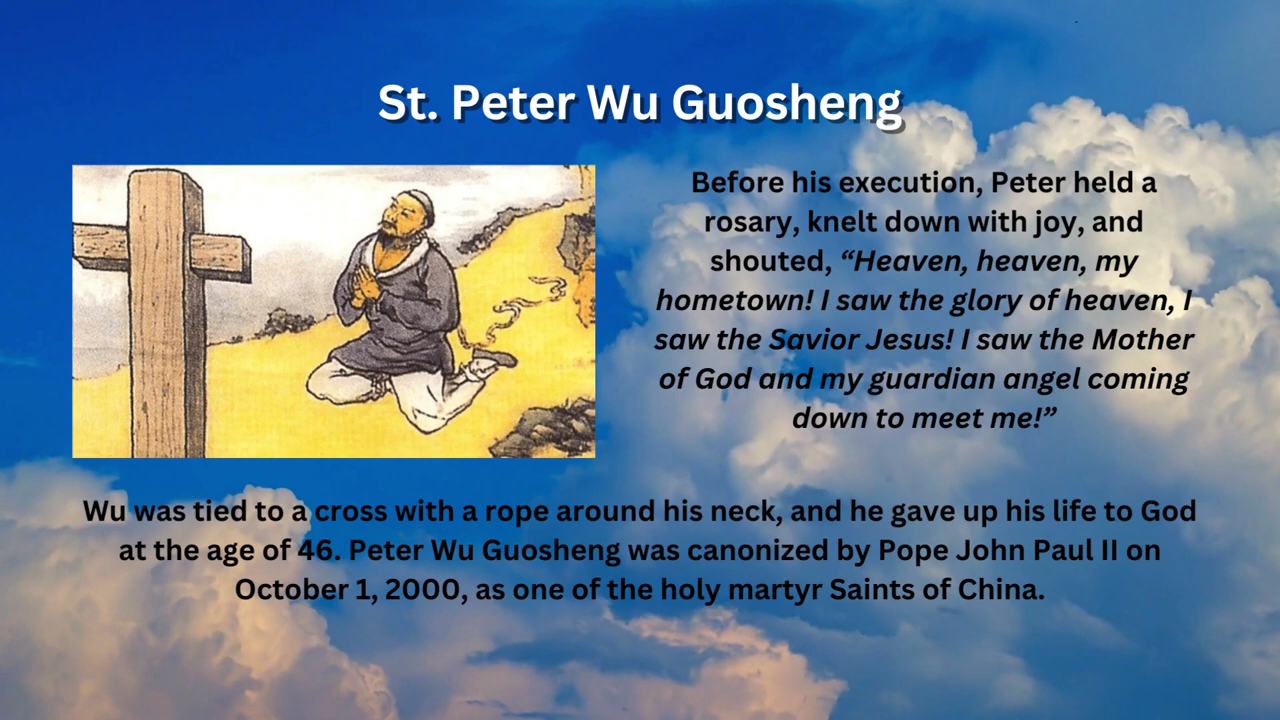 St. Peter Wu Guosheng
Before his execution, Peter held a
rosary, knelt down with joy, and
shouted, “Heaven, heaven, my
hometown! I saw the glory of heaven, I
saw the Savior Jesus! I saw the Mother
of God and my guardian angel coming
down to meet me!”
Wu was tied to a cross with a rope around his neck, and he gave up his life to God
at the age of 46. Peter Wu Guosheng was canonized by Pope John Paul II on
October 1, 2000, as one of the holy martyr Saints of China.